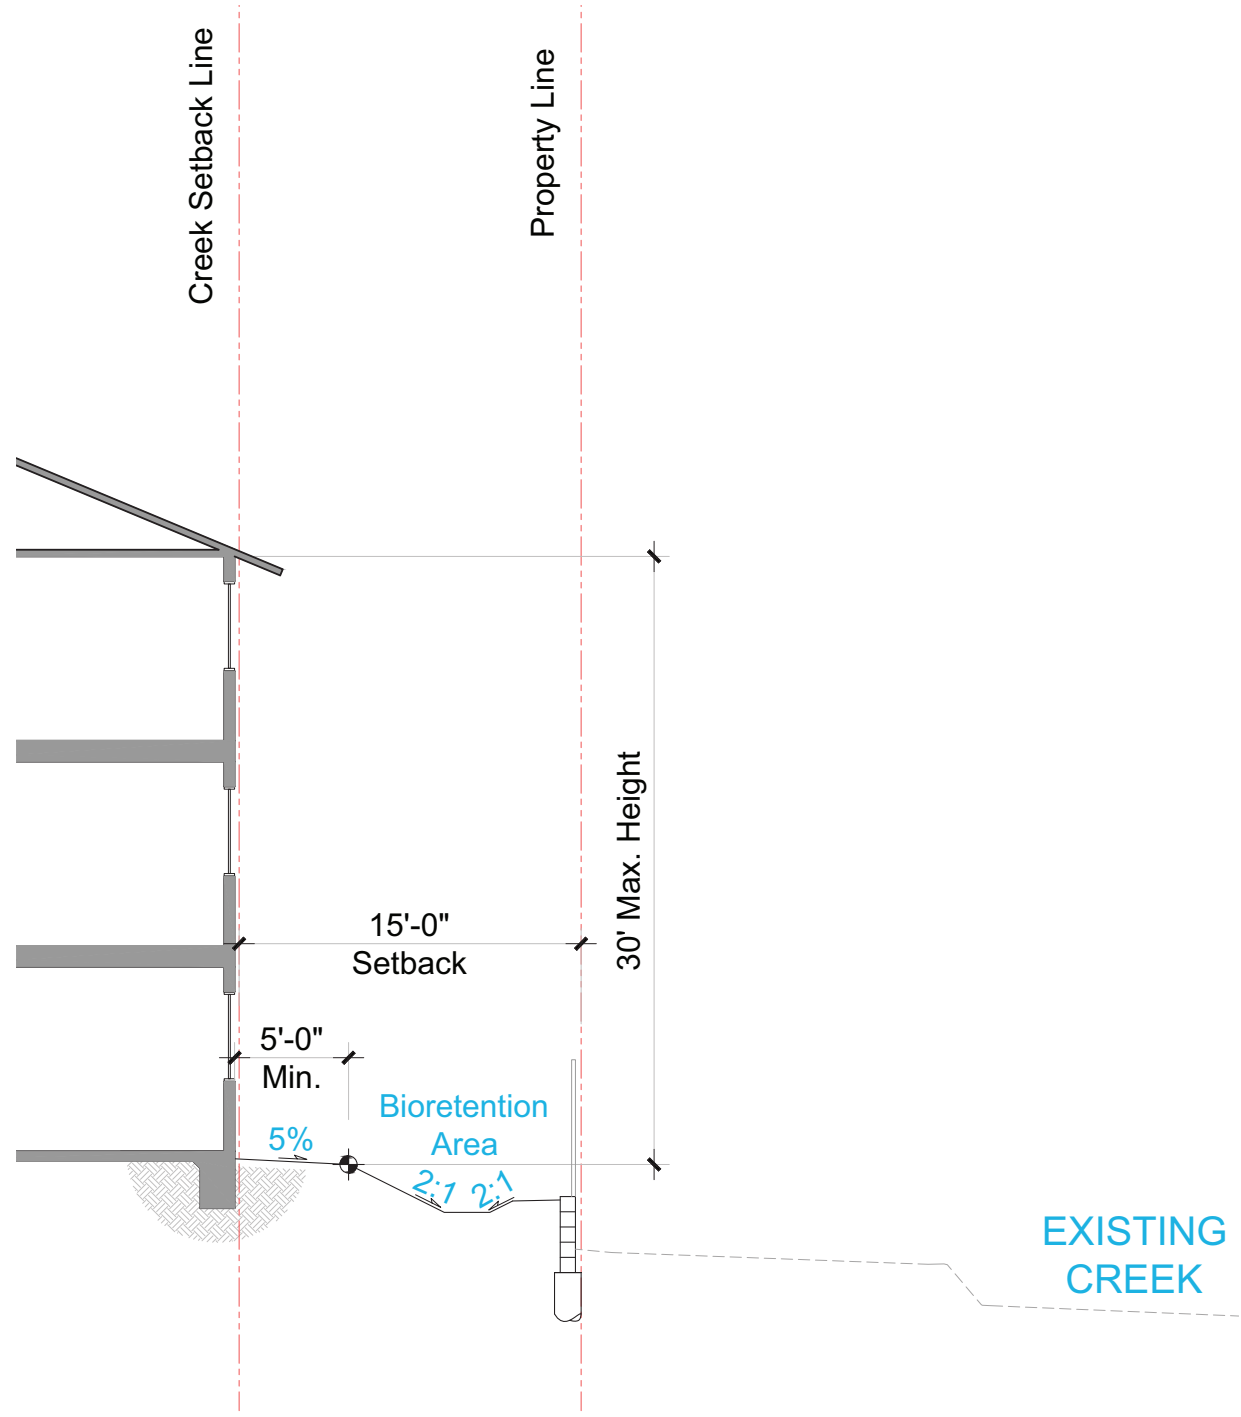 Creek Setback Line
Property Line
30' Max. Height
15'-0"
Setback
5'-0"
Min.
Bioretention
Area
5%
2:1
2:1
EXISTING
CREEK